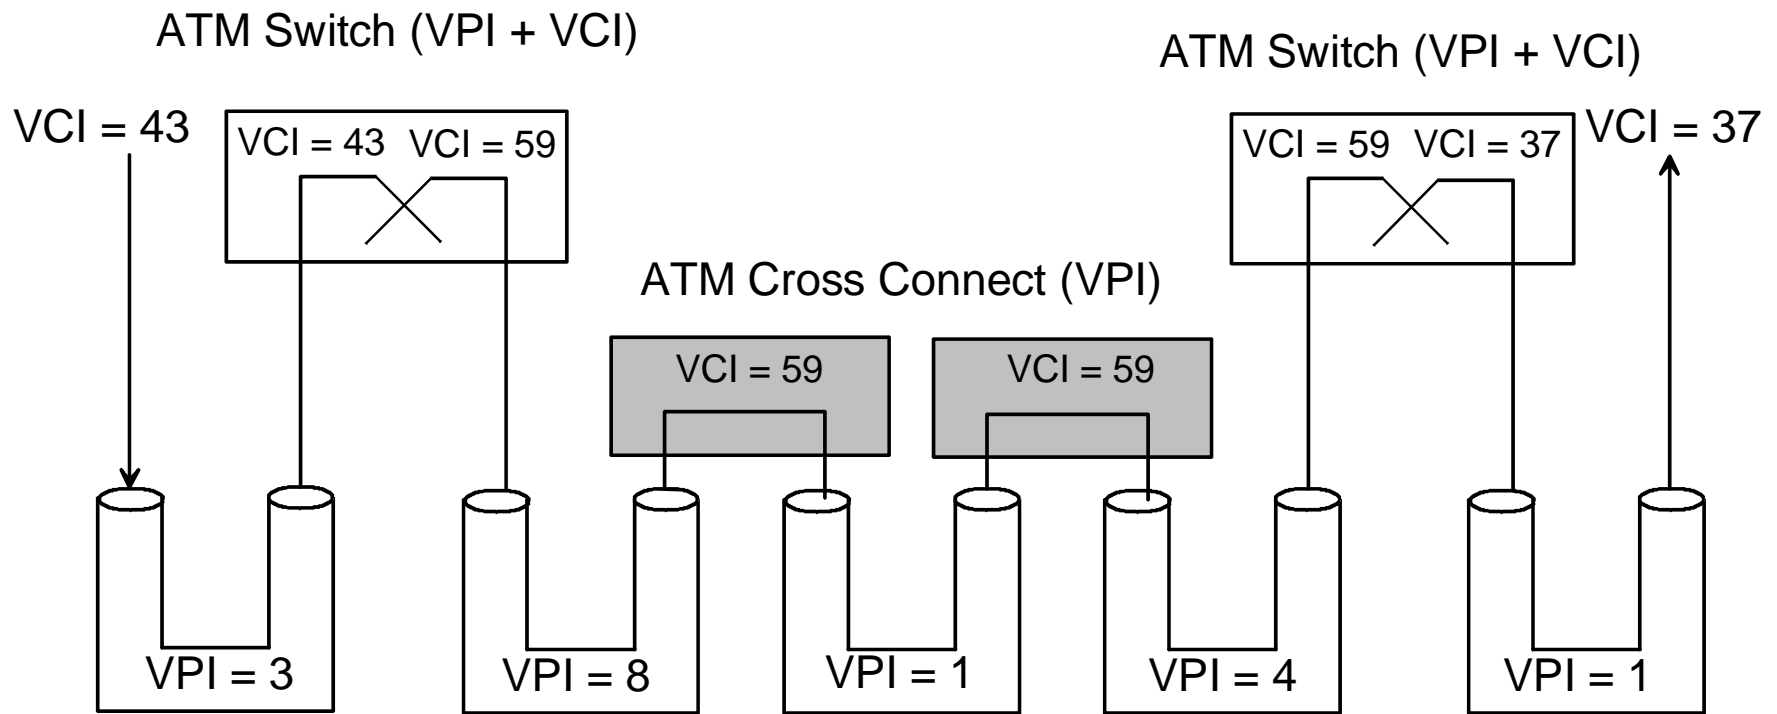 ATM Switch (VPI + VCI)
ATM Switch (VPI + VCI)
VCI = 43
VCI = 43 VCI = 59
VCI = 59 VCI = 37
VCI = 37
ATM Cross Connect (VPI)
VCI = 59
VCI = 59
VPI = 3
VPI = 8
VPI = 1
VPI = 4
VPI = 1